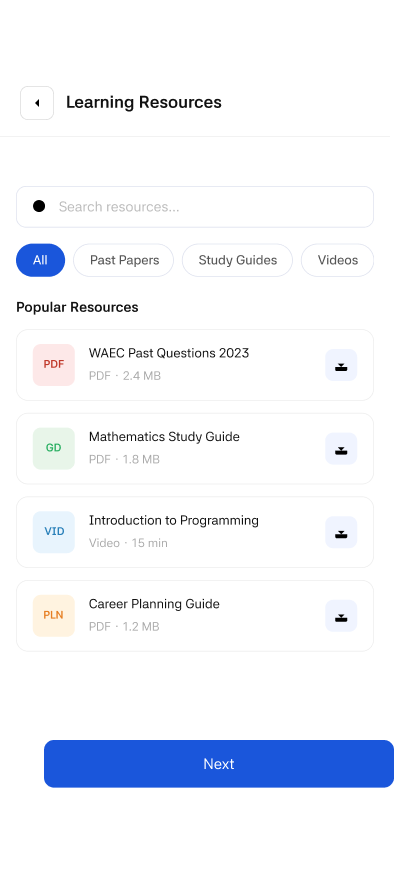 Learning Resources
Search resources...
All
Past Papers
Study Guides
Videos
Popular Resources
PDF
WAEC Past Questions 2023
PDF · 2.4 MB
GD
Mathematics Study Guide
PDF · 1.8 MB
VID
Introduction to Programming
Video · 15 min
PLN
Career Planning Guide
PDF · 1.2 MB
Next